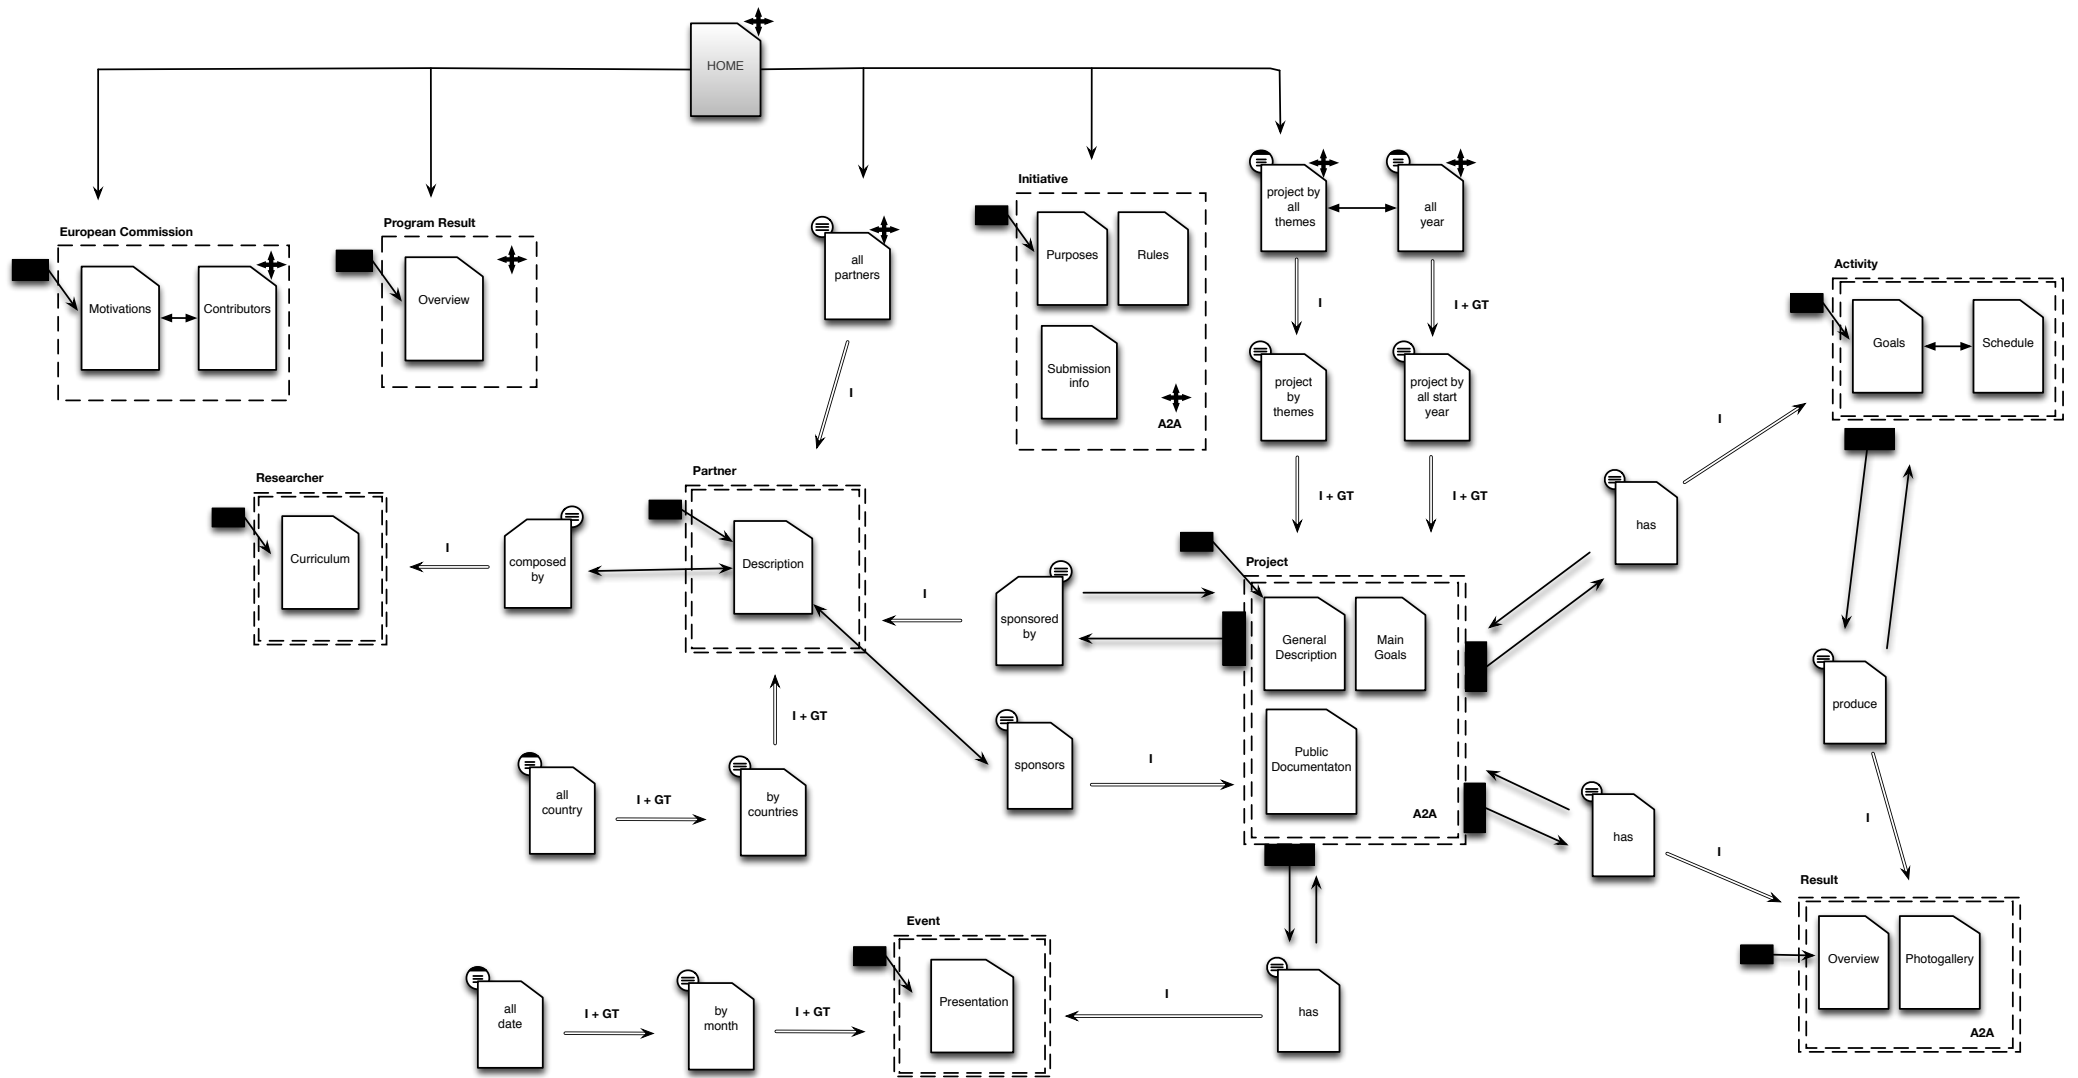 HOME
Initiative
project by
all
themes
all
year
European Commission
Program Result
all
partners
Purposes
Rules
Motivations
Contributors
Overview
Activity
I
I + GT
Goals
Schedule
Submission
info
A2A
project
by
themes
project by
all start
year
I
I
Researcher
Partner
I + GT
I + GT
has
Curriculum
I
composed
by
Description
Project
I
sponsored
by
General
Description
Main
Goals
I + GT
produce
sponsors
I
Public
Documentaton
all
country
I + GT
by
countries
A2A
has
I
I
Result
Event
Overview
Photogallery
A2A
all
date
I + GT
by
month
I + GT
Presentation
I
has